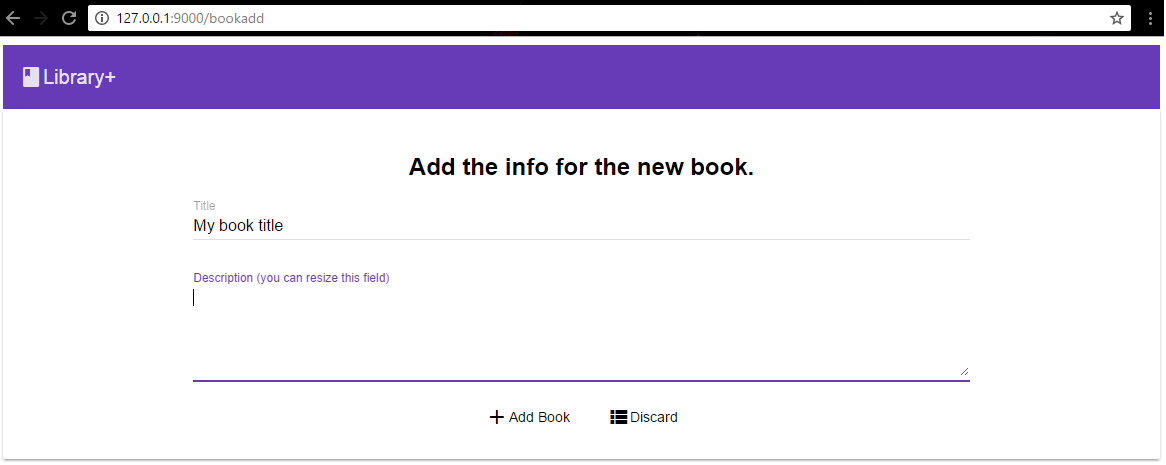 127.0.0.1:9000/bookadd
Library+
Add the info for the new book.
Title
My book title
Description (you can resize this field)
Add Book Discard